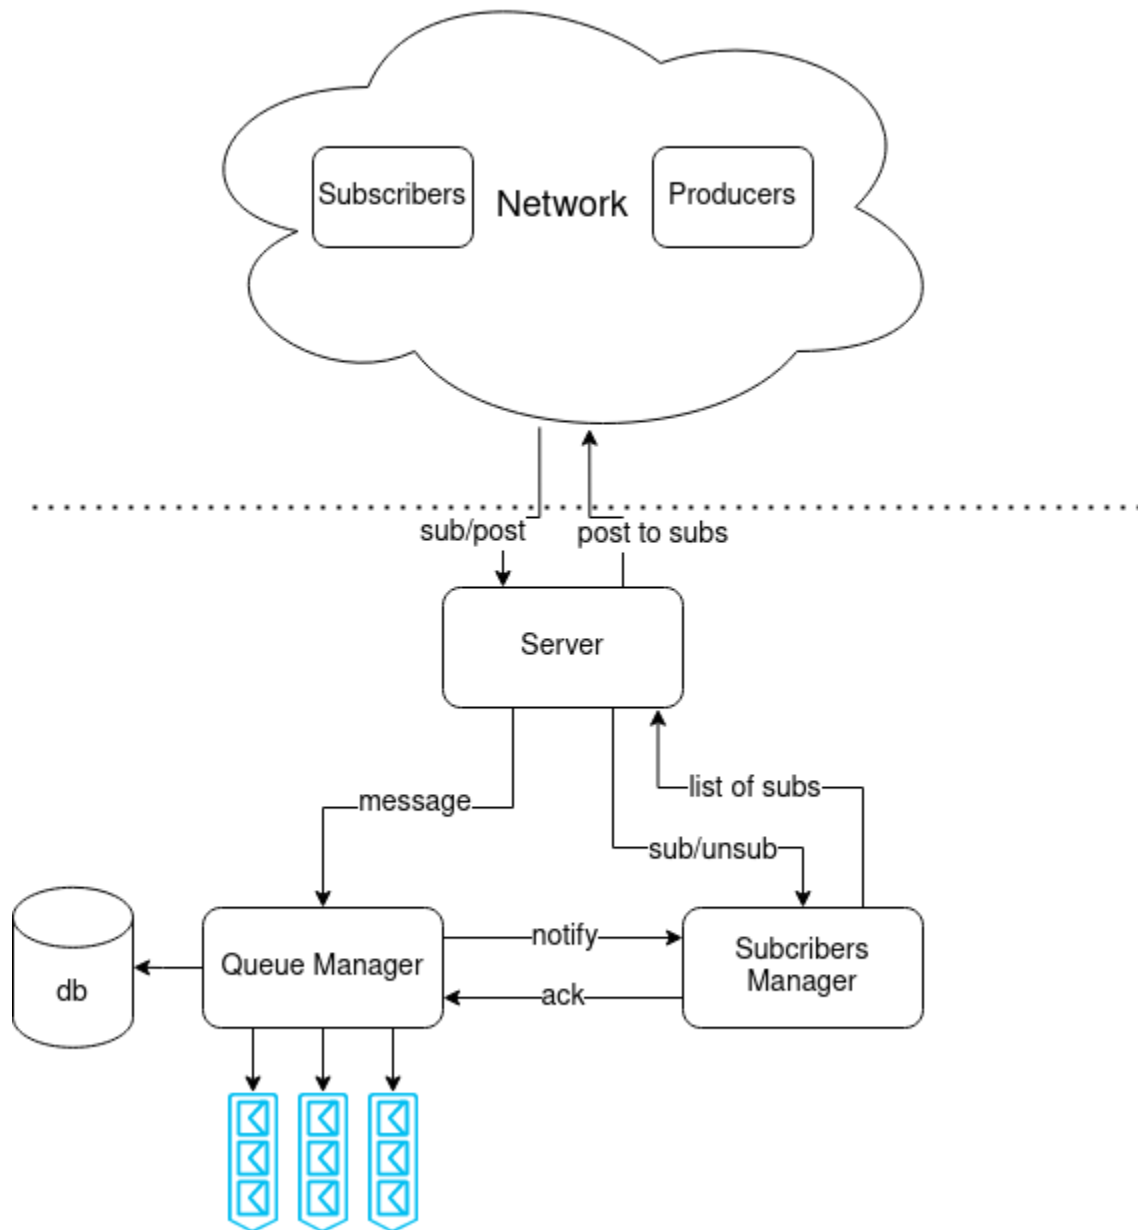 Subscribers
Network
Producers
sub/post
post to subs
Server
message
list of subs
sub/unsub
db
Queue Manager
notify
ack
Subcribers
Manager